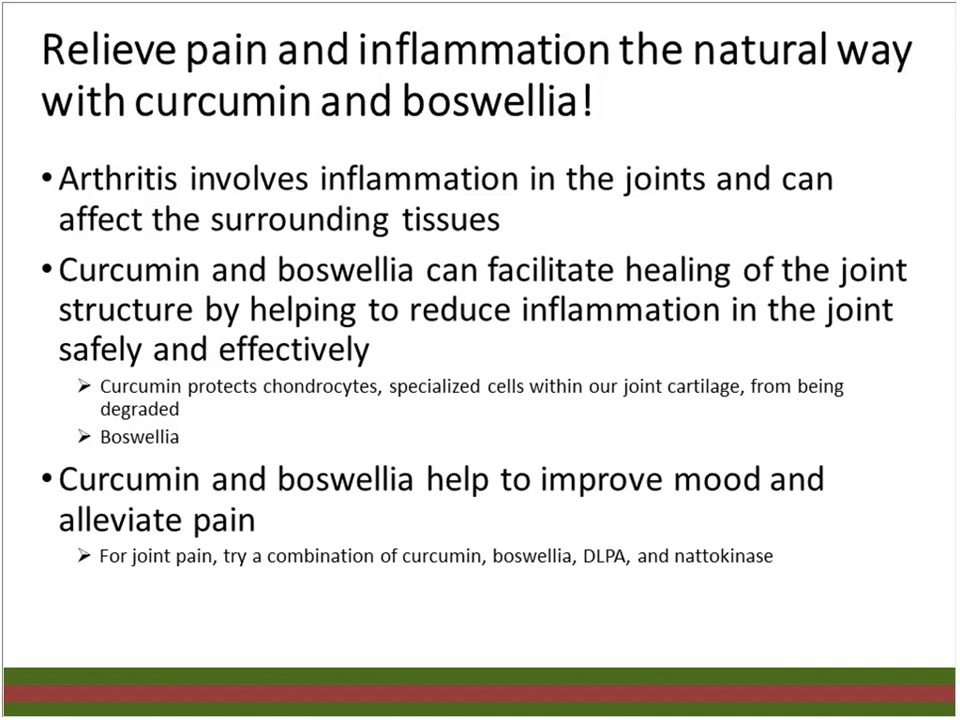 Relieve pain and inflammation the natural way
with curcumin and boswellia!
• Arthritis involves inflammation in the joints and can
affect the surrounding tissues
• Curcumin and boswellia can facilitate healing of the joint
structure by helping to reduce inflammation in the joint
safely and effectively
➢ Curcumin protects chondrocytes, specialized cells within our joint cartilage, from being
degraded
➢ Boswellia
• Curcumin and boswellia help to improve mood and
alleviate pain
➢ For joint pain, try a combination of curcumin, boswellia, DLPA, and nattokinase